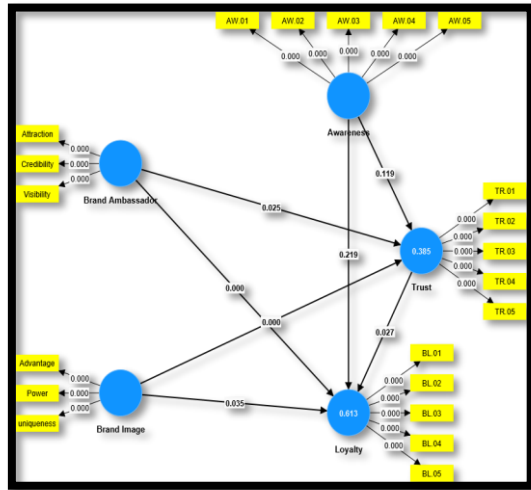 AW.01
AW.02
AW.03
AW.04
AW.05
0.000
0.000
0.000
0.000
0.000
Awareness
Attraction
Credibility
Visibility
0.000
0.000
0.000
Brand Ambassador
0.119
0.025
0.219
0.000
0.000
0.385
Trust
TR.01
TR.02
TR.03
TR.04
TR.05
0.000
0.000
0.000
0.000
0.000
0.027
Advantage
Power
uniqueness
0.000
0.000
0.000
Brand Image
0.035
0.613
Loyalty
BL.01
BL.02
BL.03
BL.04
BL.05
0.000
0.000
0.000
0.000
0.000